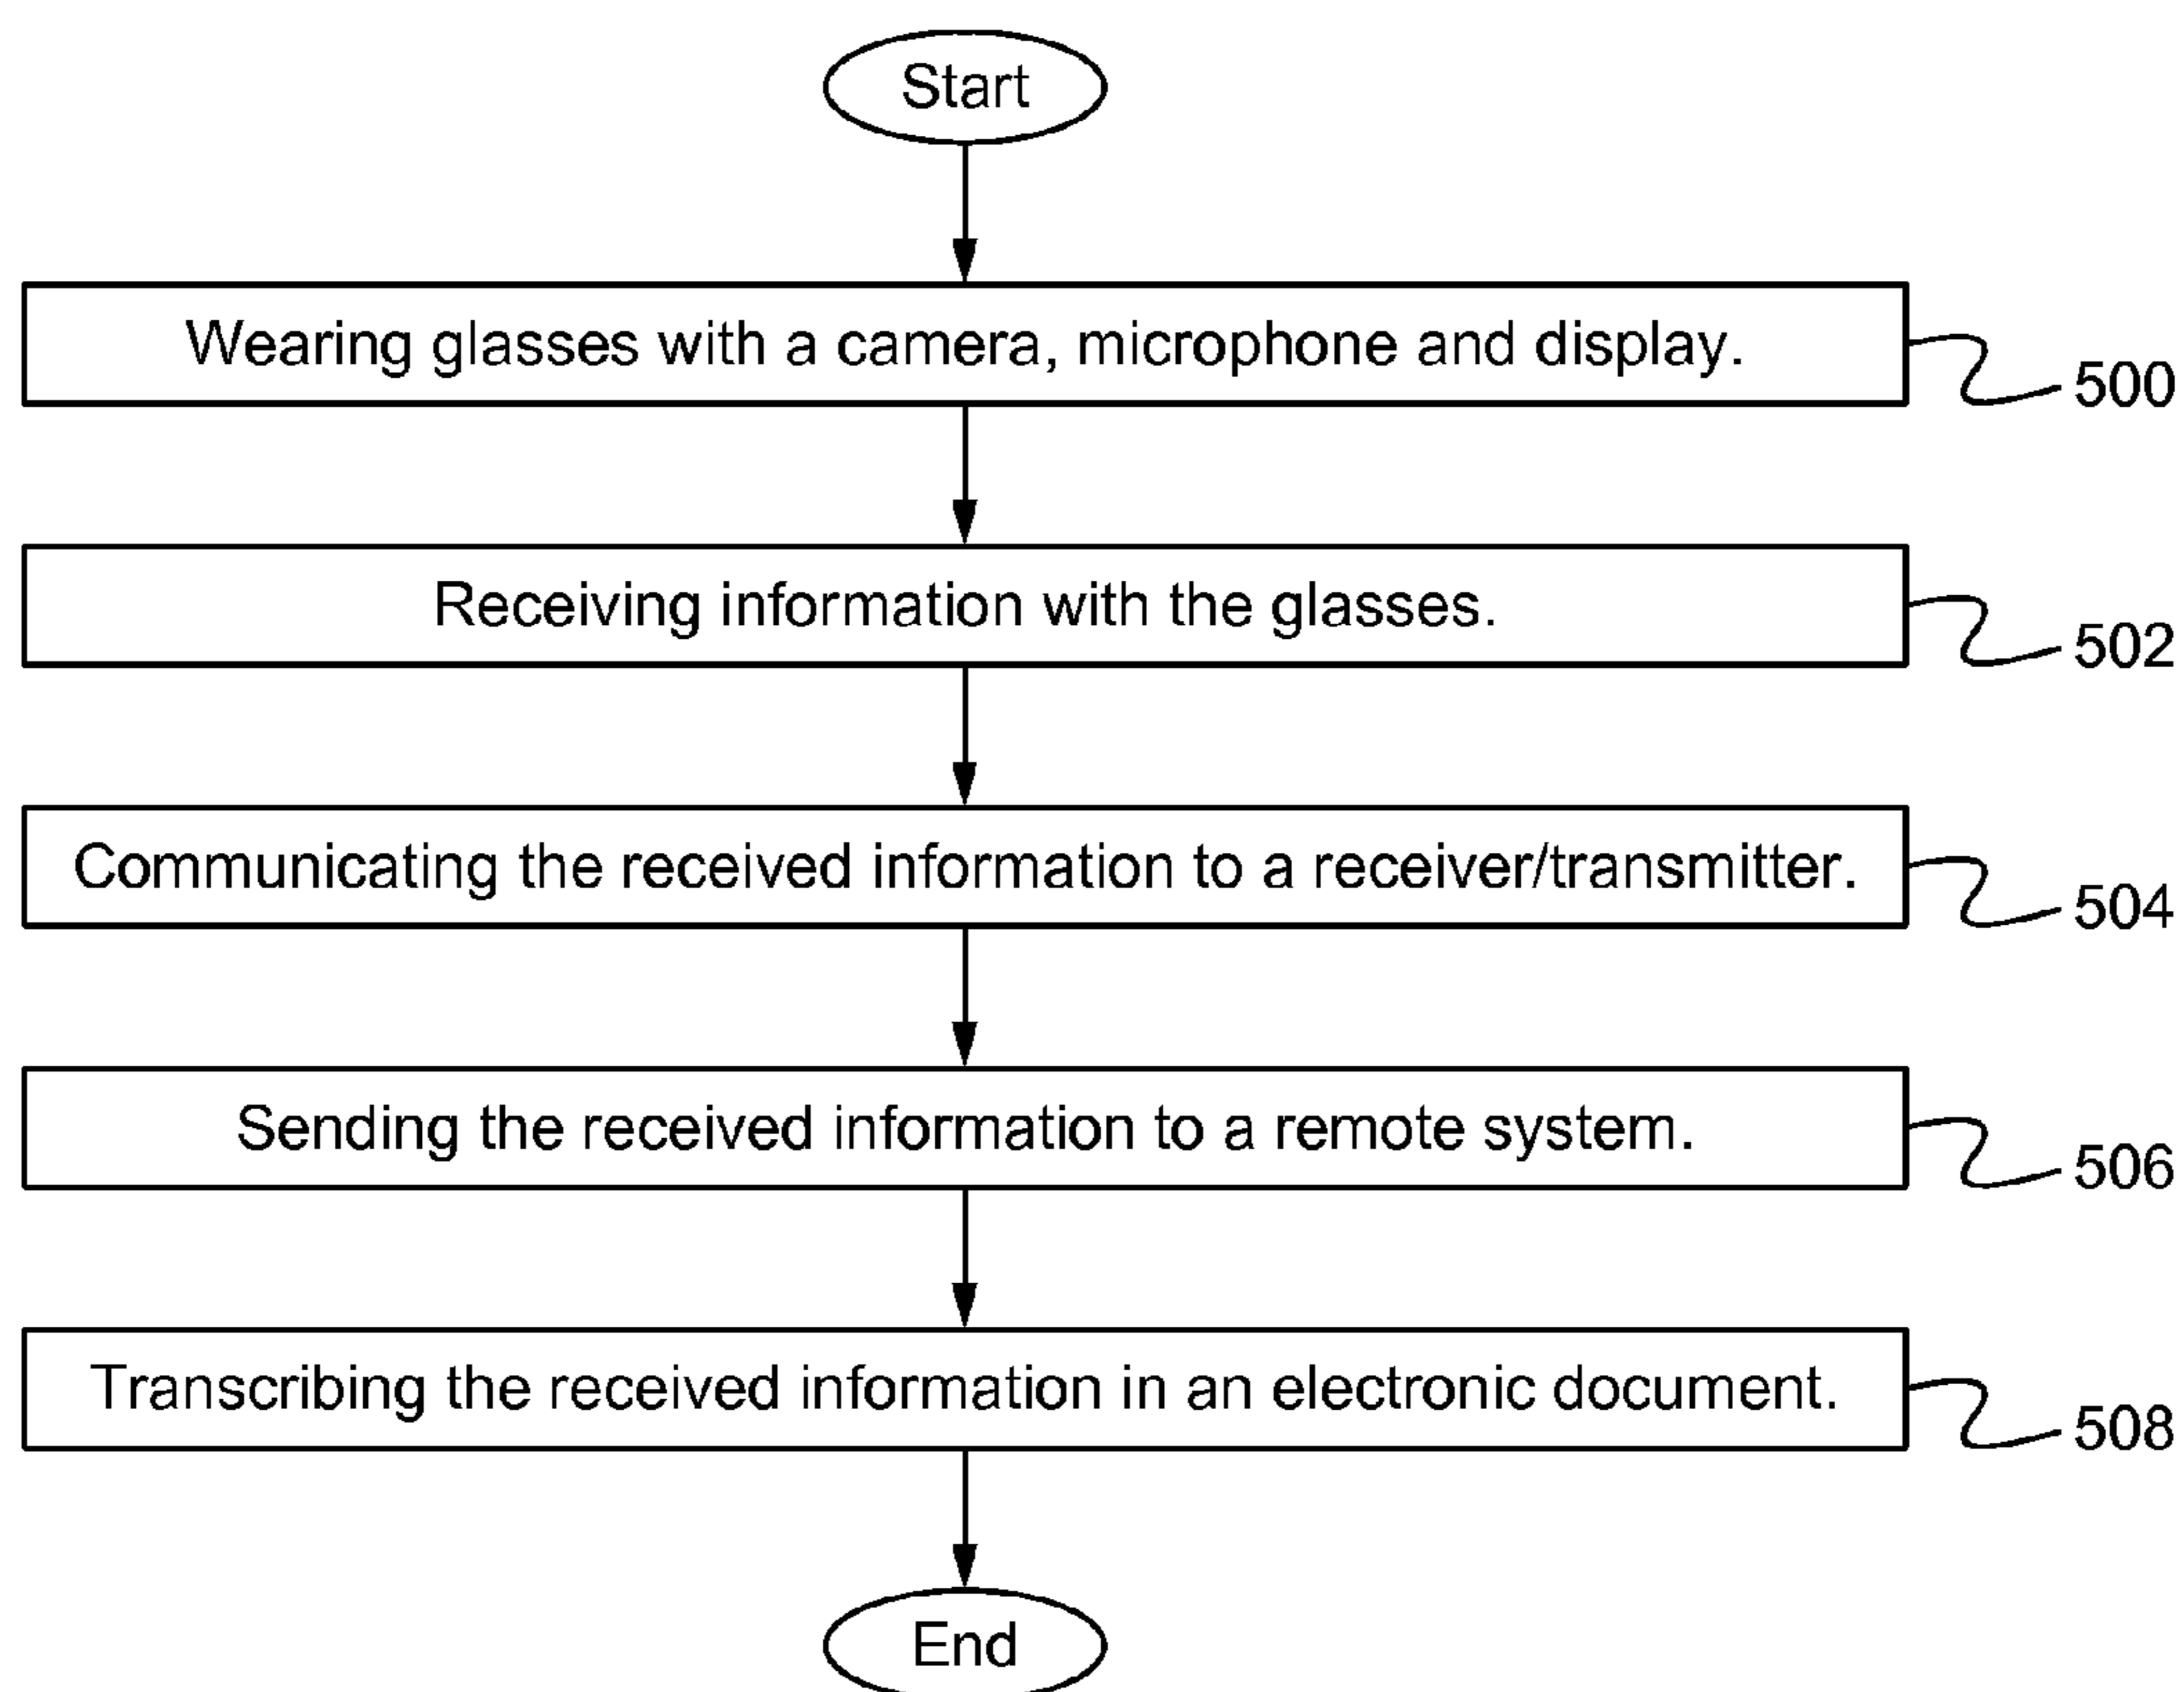 Start
Wearing glasses with a camera, microphone and display.
500
Receiving information with the glasses.
502
Communicating the received information to a receiver/transmitter.
504
Sending the received information to a remote system.
506
Transcribing the received information in an electronic document.
508
End